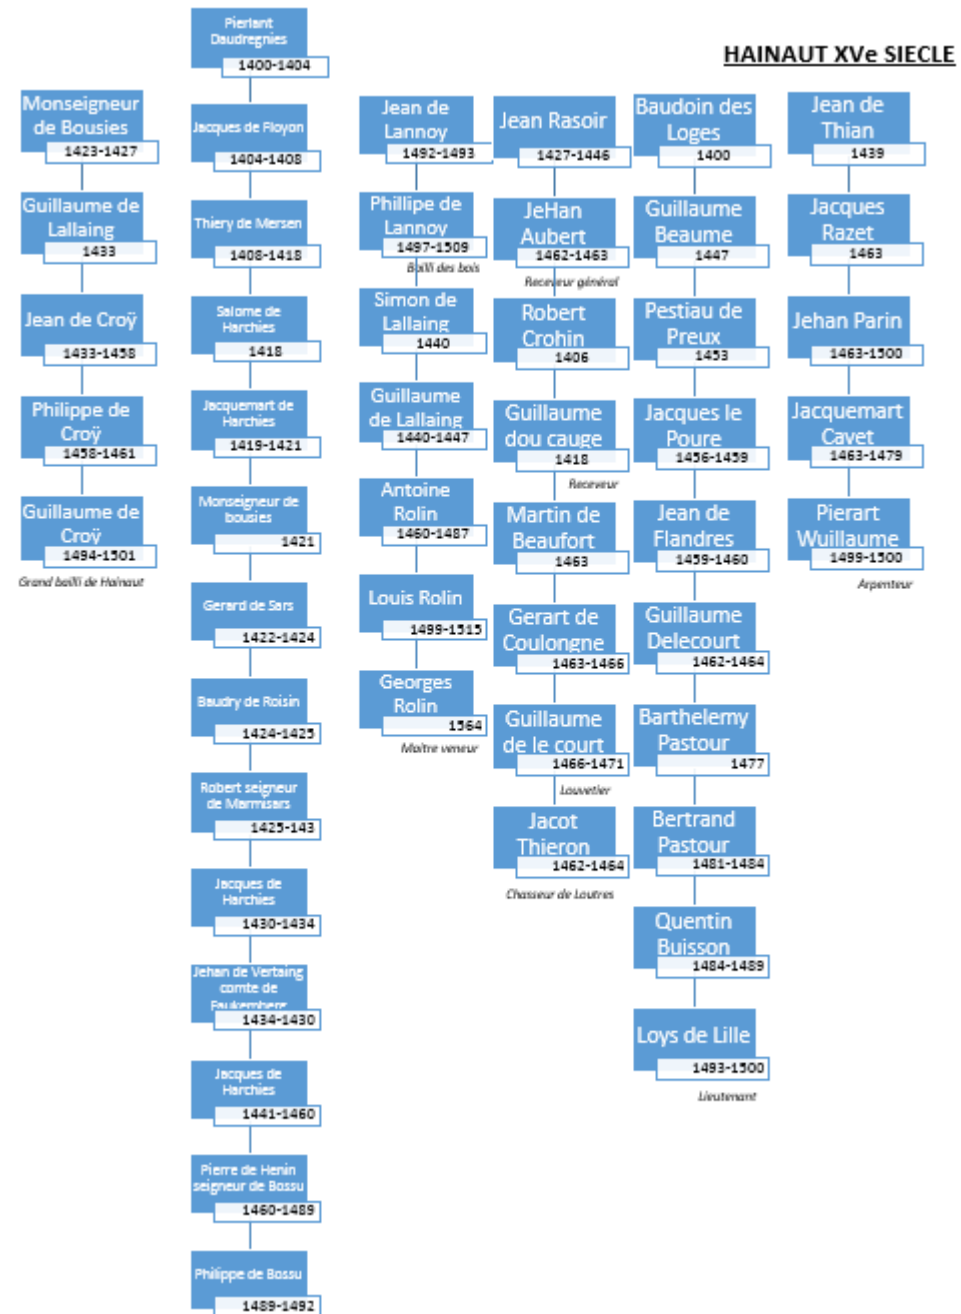 HAINAUT XVe SIECLE
Monseigneur
de Bousies
1423-1427
Guillaume de
Lallaing
1433
Jean de Croÿ
1433-1458
Philippe de
Croÿ
1458-1461
Guillaume de
Croÿ
1494-1501
Grand bailli de Hainaut
Pierlant
Daudregnies
1400-1404
Jacques de Floyon
1404-1408
Thiery de Mersen
1408-1418
Salome de
Harchies
1418
Jacquemart de
Harchies
1419-1421
Monseigneur de
bousies
1421
Gerard de Sars
1422-1424
Baudry de Roisin
1424-1425
Robert seigneur
de Marmisars
1425-143
Jacques de
Harchies
1430-1434
Jehan de Vertaing
comte de
Faukemberg
1434-1430
Jacques de
Harchies
1441-1460
Pierre de Henin
seigneur de Bossu
1460-1489
Philippe de Bossu
1489-1492
Jean de
Lannoy
1492-1493
Phillipe de
Lannoy
1497-1509
Bailli des bois
Simon de
Lallaing
1440
Guillaume
de Lallaing
1440-1447
Antoine
Rolin
1460-1487
Louis Rolin
1499-1515
Georges
Rolin
1564
Maitre veneur
Jean Rasoir
1427-1446
JeHan
Aubert
1462-1463
Receveur général
Robert
Crohin
1406
Guillaume
dou cauge
1418
Receveur
Martin de
Beaufort
1463
Gerart de
Coulongne
1463-1466
Guillaume
de le court
1466-1471
Louvetier
Jacot
Thieron
1462-1464
Chasseur de Loutres
Baudoin des
Loges
1400
Guillaume
Beaume
1447
Pestiau de
Preux
1453
Jacques le
Poure
1456-1459
Jean de
Flandres
1459-1460
Guillaume
Delecourt
1462-1464
Barthelemy
Pastour
1477
Bertrand
Pastour
1481-1484
Quentin
Buisson
1484-1489
Loys de Lille
1493-1500
Lieutenant
Jean de
Thian
1439
Jacques
Razet
1463
Jehan Parin
1463-1500
Jacquemart
Cavet
1463-1479
Pierart
Wuillaume
1499-1500
Arpenteur